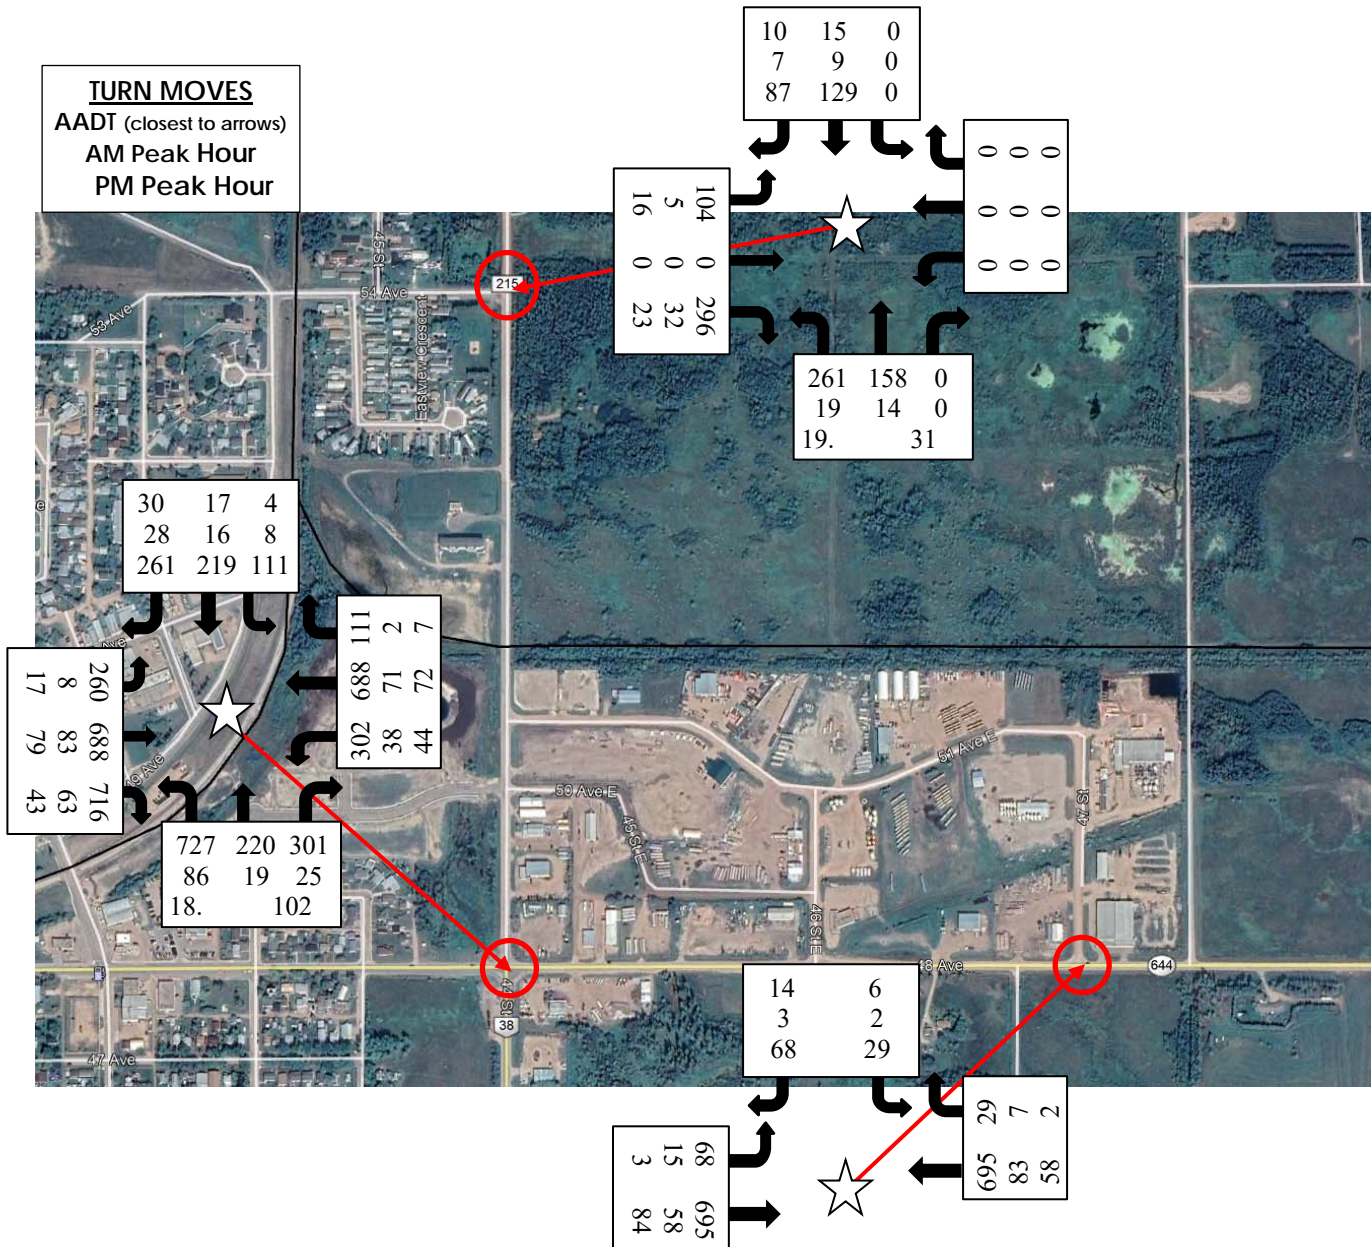 TURN MOVES
AADT (closest to arrows)
AM Peak Hour
PM Peak Hour
10 15 0
7 9 0
87 129 0
0 0 0
0 0 0
0 0 0
104 0 296
5 0 32
16 0 23
261 158 0
19 14 0
19. 31
215
45 St
54 Ave
53 Ave
Eastview Crescent
30 17 4
28 16 8
261 219 111
111 688 302
2 71 38
7 72 44
Ave
260 688 716
8 83 63
17 79 43
49 Ave
727 220 301
86 19 25
18. 102
51 Ave E
50 Ave E
45 St E
47 St
46 St E
48 Ave
644
44 St
38
47 Ave
14 6
3 2
68 29
29 695
7 83
2 58
68 695
15 58
3 84